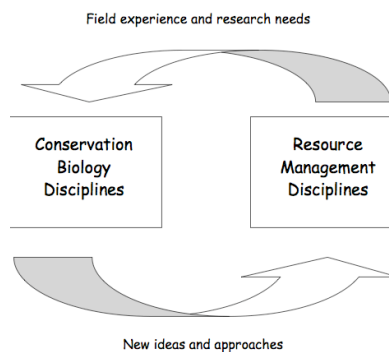 Field experience and research needs
Conservation
Biology
Disciplines
Resource
Management
Disciplines
New ideas and approaches